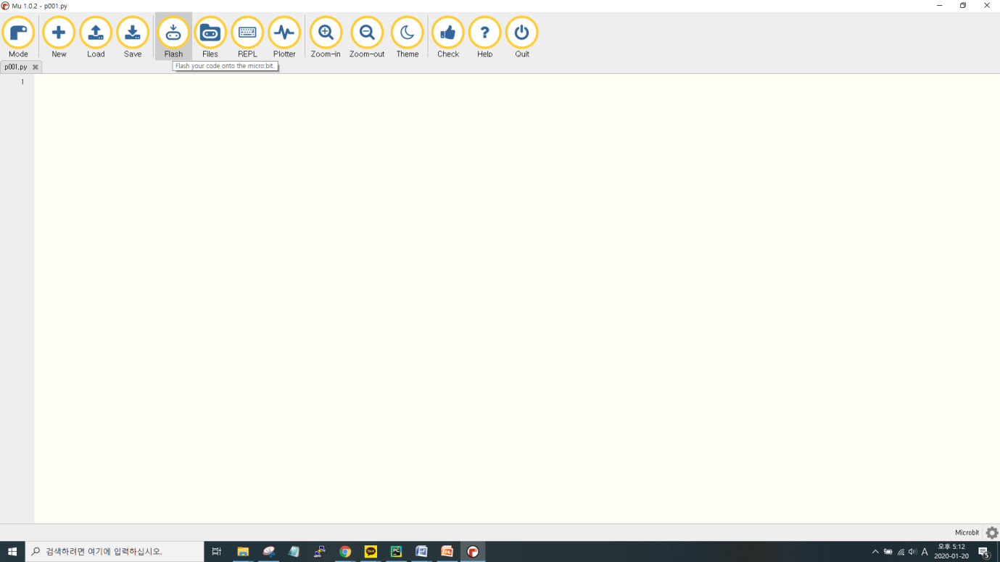 Mu 1.0.2 - p001.py
Mode New Load Save Flash Files REPL Plotter Zoom-in Zoom-out Theme Check Help Quit
p001.py
Flash your code onto the micro:bit.
1
Microbit
검색하려면 여기에 입력하십시오.
TALK
PC
A
오후 5:12
2020-01-20
5